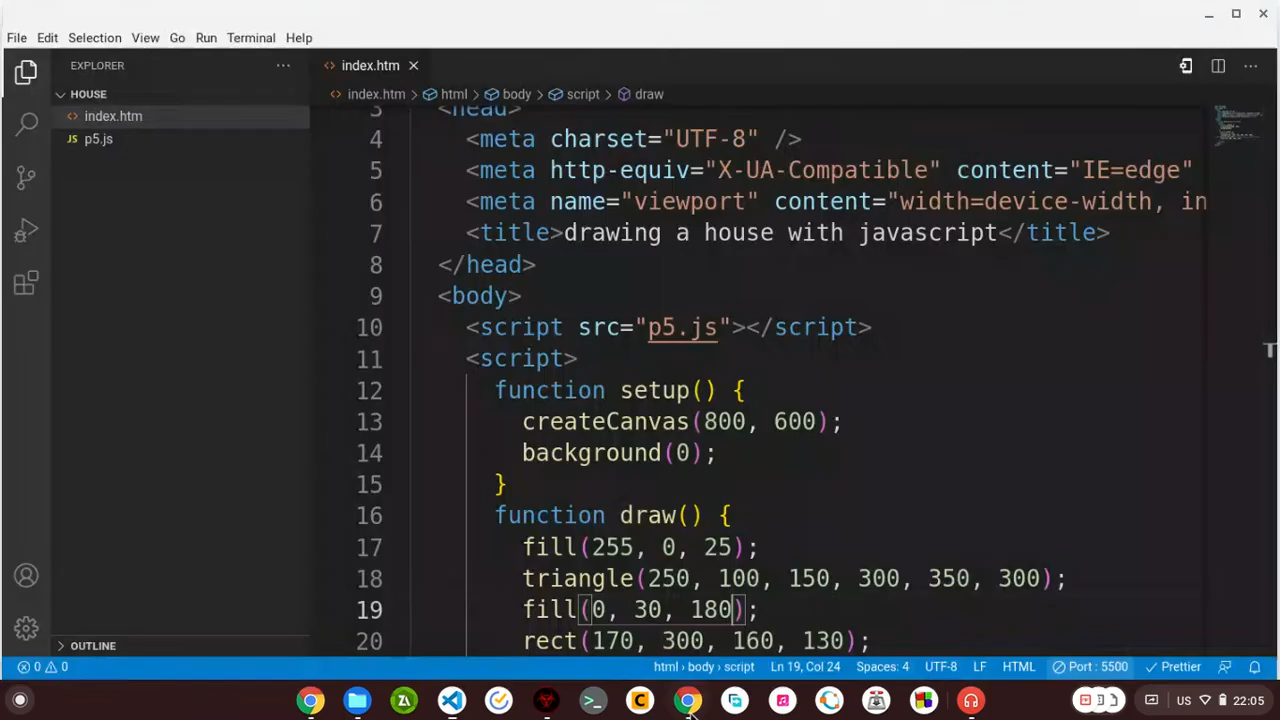 File Edit Selection View Go Run Terminal Help
EXPLORER
HOUSE
index.htm
JS p5.js
OUTLINE
index.htm
index.htm > html > body > script > draw
3 <head>
4 <meta charset="UTF-8" />
5 <meta http-equiv="X-UA-Compatible" content="IE=edge"
6 <meta name="viewport" content="width=device-width, in
7 <title>drawing a house with javascript</title>
8 </head>
9 <body>
10 <script src="p5.js"></script>
11 <script>
12 function setup() {
13 createCanvas(800, 600);
14 background(0);
15 }
16 function draw() {
17 fill(255, 0, 25);
18 triangle(250, 100, 150, 300, 350, 300);
19 fill(0, 30, 180);
20 rect(170, 300, 160, 130);
0 0 html > body > script Ln 19, Col 24 Spaces: 4 UTF-8 LF HTML Port : 5500 Prettier
US 22:05